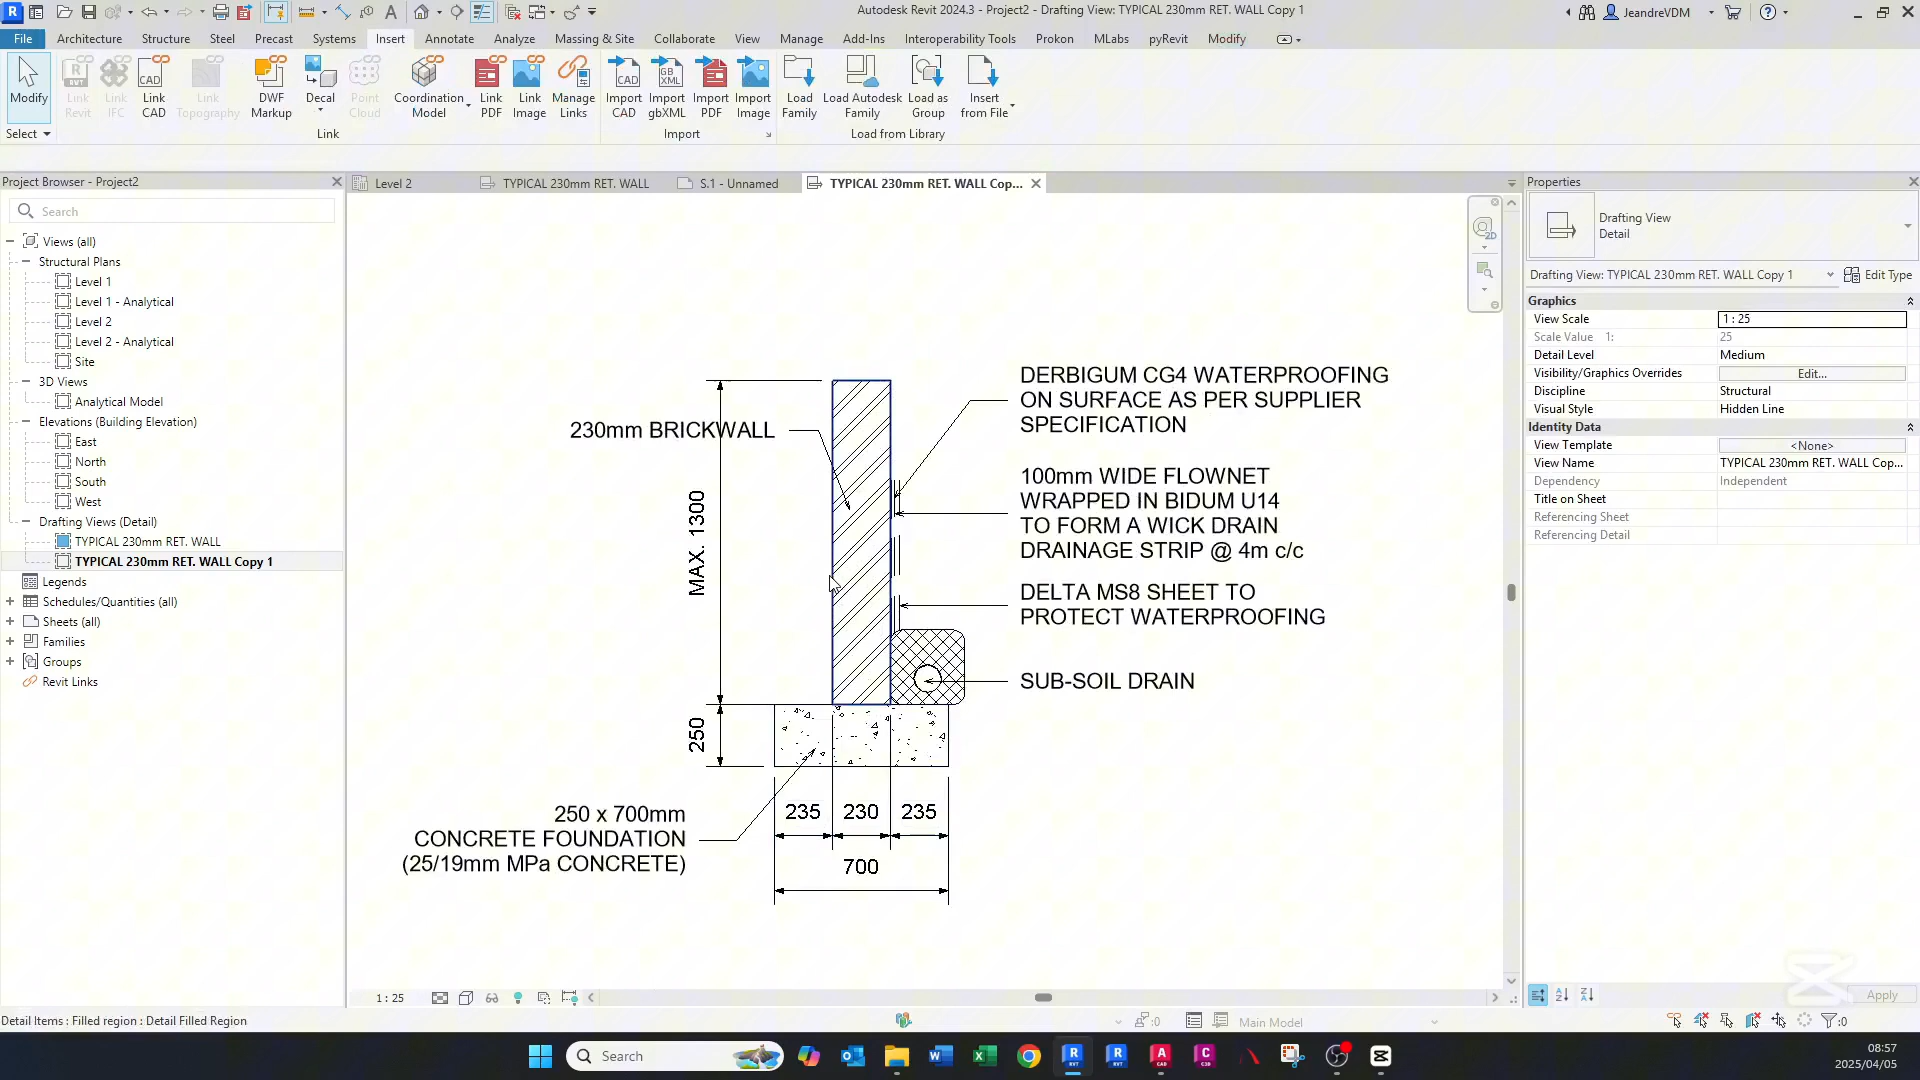 Autodesk Revit 2024.3 - Project2 - Drafting View: TYPICAL 230mm RET. WALL Copy 1
JeandreVDM
File
Architecture
Structure
Steel
Precast
Systems
Insert
Annotate
Analyze
Massing & Site
Collaborate
View
Manage
Add-Ins
Interoperability Tools
Prokon
MLabs
pyRevit
Modify
Modify
Link Revit
Link IFC
Link CAD
Link Topography
DWF Markup
Decal
Point Cloud
Coordination Model
Link PDF
Link Image
Manage Links
Import CAD
Import gbXML
Import PDF
Import Image
Load Family
Load Autodesk Family
Load as Group
Insert from File
Select
Link
Import
Load from Library
Project Browser - Project2
Search
Views (all)
Structural Plans
Level 1
Level 1 - Analytical
Level 2
Level 2 - Analytical
Site
3D Views
Analytical Model
Elevations (Building Elevation)
East
North
South
West
Drafting Views (Detail)
TYPICAL 230mm RET. WALL
TYPICAL 230mm RET. WALL Copy 1
Legends
Schedules/Quantities (all)
Sheets (all)
Families
Groups
Revit Links
Level 2
TYPICAL 230mm RET. WALL
S.1 - Unnamed
TYPICAL 230mm RET. WALL Cop...
230mm BRICKWALL
MAX. 1300
250
250 x 700mm
CONCRETE FOUNDATION
(25/19mm MPa CONCRETE)
235
230
235
700
DERBIGUM CG4 WATERPROOFING
ON SURFACE AS PER SUPPLIER
SPECIFICATION
100mm WIDE FLOWNET
WRAPPED IN BIDUM U14
TO FORM A WICK DRAIN
DRAINAGE STRIP @ 4m c/c
DELTA MS8 SHEET TO
PROTECT WATERPROOFING
SUB-SOIL DRAIN
2D
Properties
Drafting View
Detail
Drafting View: TYPICAL 230mm RET. WALL Copy 1
Edit Type
Graphics
View Scale 1 : 25
Scale Value 1: 25
Detail Level Medium
Visibility/Graphics Overrides Edit...
Discipline Structural
Visual Style Hidden Line
Identity Data
View Template <None>
View Name TYPICAL 230mm RET. WALL Cop...
Dependency Independent
Title on Sheet
Referencing Sheet
Referencing Detail
Apply
1 : 25
Detail Items : Filled region : Detail Filled Region
:0
Main Model
:0
Search
08:57
2025/04/05